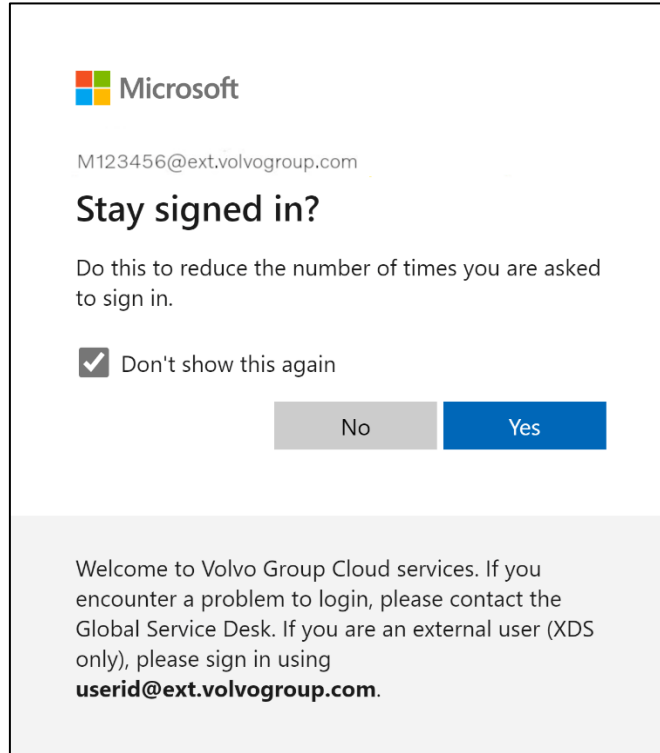 Microsoft
M123456@ext.volvogroup.com
Stay signed in?
Do this to reduce the number of times you are asked
to sign in.
Don't show this again
No
Yes
Welcome to Volvo Group Cloud services. If you
encounter a problem to login, please contact the
Global Service Desk. If you are an external user (XDS
only), please sign in using
userid@ext.volvogroup.com.